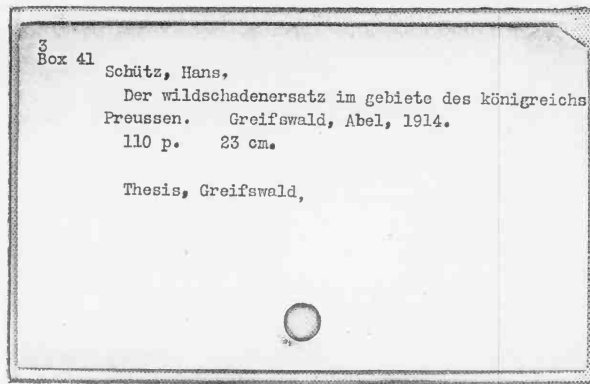 3
Box 41
Schütz, Hans,
Der wildschadenersatz im gebiete des königreichs
Preussen. Greifswald, Abel, 1914.
110 p. 23 cm.
Thesis, Greifswald,